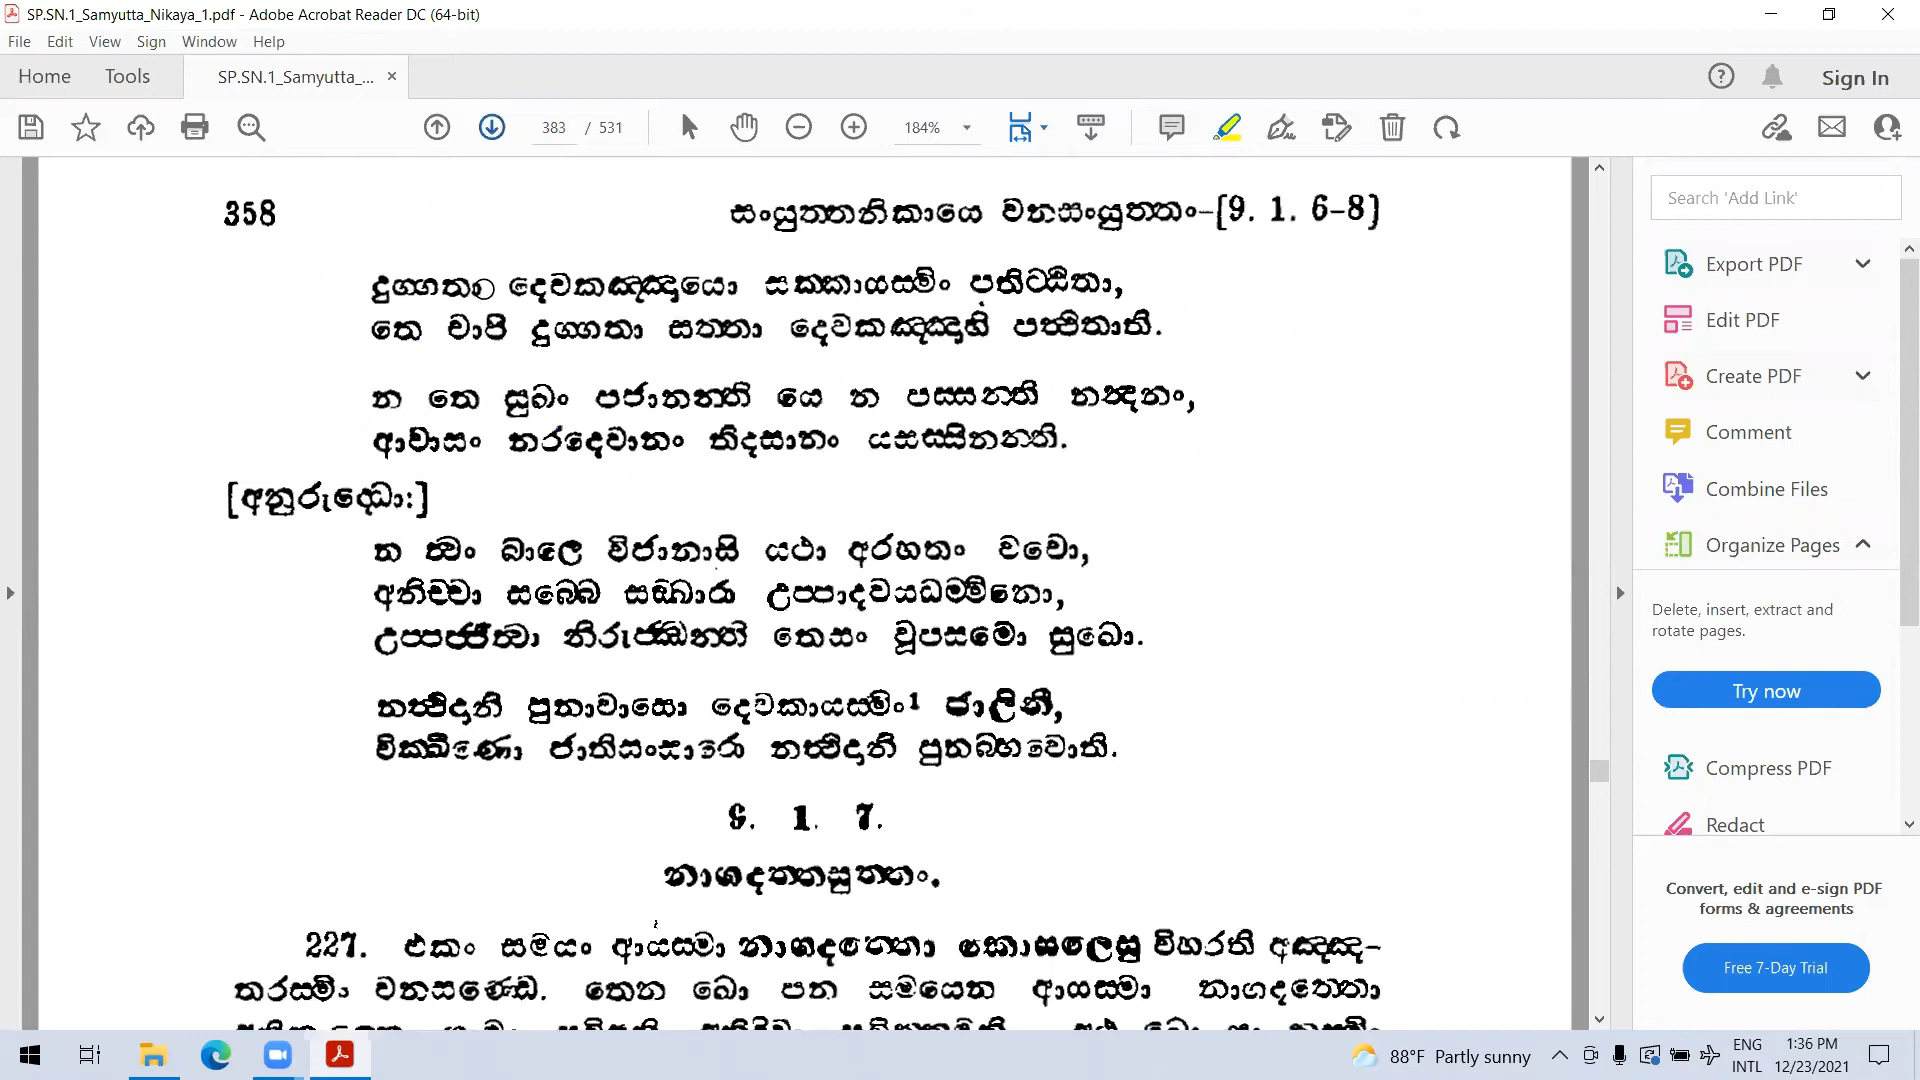 SP.SN.1_Samyutta_Nikaya_1.pdf - Adobe Acrobat Reader DC (64-bit)
File Edit View Sign Window Help
Home Tools SP.SN.1_Samyutta_... × Sign In
383 / 531 184%
358 සංයුත්තනිකායෙ වනසංයුත්තං-[9. 1. 6-8]
දුග්ගතා දෙවකඤ්ඤායො සක්කායස්මිං පතිට්ඨිතා,
තෙ චාපි දුග්ගතා සත්තා දෙවකඤ්ඤාහි පත්ථිතාති.
න තෙ සුඛං පජානන්ති යෙ න පස්සන්ති නන්දනං,
ආවාසං නරදෙවානං තිදසානං යසස්සිනන්ති.
[අනුරුද්ධො:]
න ත්වං බාලෙ විජානාසි යථා අරහතං වචො,
අනිච්චා සබ්බෙ සඞ්ඛාරා උප්පාදවයධම්මිනො,
උප්පජ්ජිත්වා නිරුජ්ඣන්ති තෙසං වූපසමො සුඛො.
නත්ථිදානි පුනාවාසො දෙවකායස්මිං1 ජාලිනී,
වික්ඛීණො ජාතිසංසාරො නත්ථිදානි පුනබ්භවොති.
9. 1. 7.
නාගදත්තසුත්තං.
227. එකං සමයං ආයස්මා නාගදත්තො කොසලෙසු විහරති අඤ්ඤ-
තරස්මිං වනසණ්ඩෙ. තෙන ඛො පන සමයෙන ආයස්මා නාගදත්තො
Search 'Add Link'
Export PDF
Edit PDF
Create PDF
Comment
Combine Files
Organize Pages
Delete, insert, extract and
rotate pages.
Try now
Compress PDF
Redact
Convert, edit and e-sign PDF
forms & agreements
Free 7-Day Trial
88°F Partly sunny
ENG
INTL
1:36 PM
12/23/2021